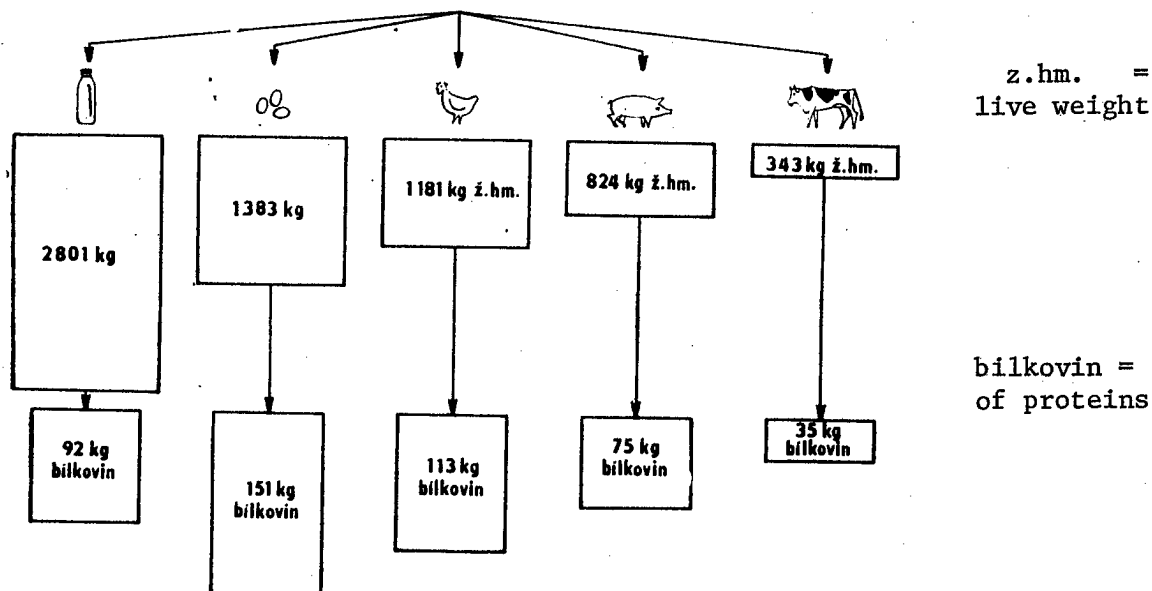 z.hm. =
live weight
2801 kg
1383 kg
1181 kg ž.hm.
824 kg ž.hm.
343 kg ž.hm.
bilkovin =
of proteins
92 kg
bílkovin
151 kg
bílkovin
113 kg
bílkovin
75 kg
bílkovin
35 kg
bílkovin